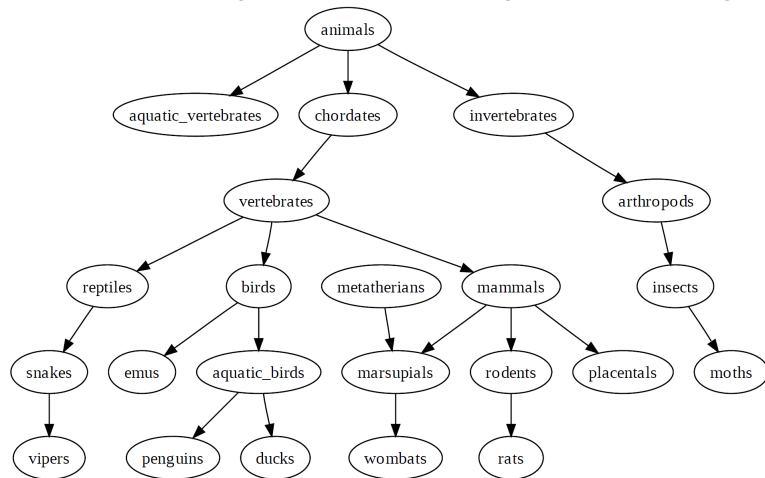 animals
aquatic_vertebrates chordates invertebrates
vertebrates arthropods
reptiles birds metatherians mammals insects
snakes emus aquatic_birds marsupials rodents placentals moths
vipers penguins ducks wombats rats